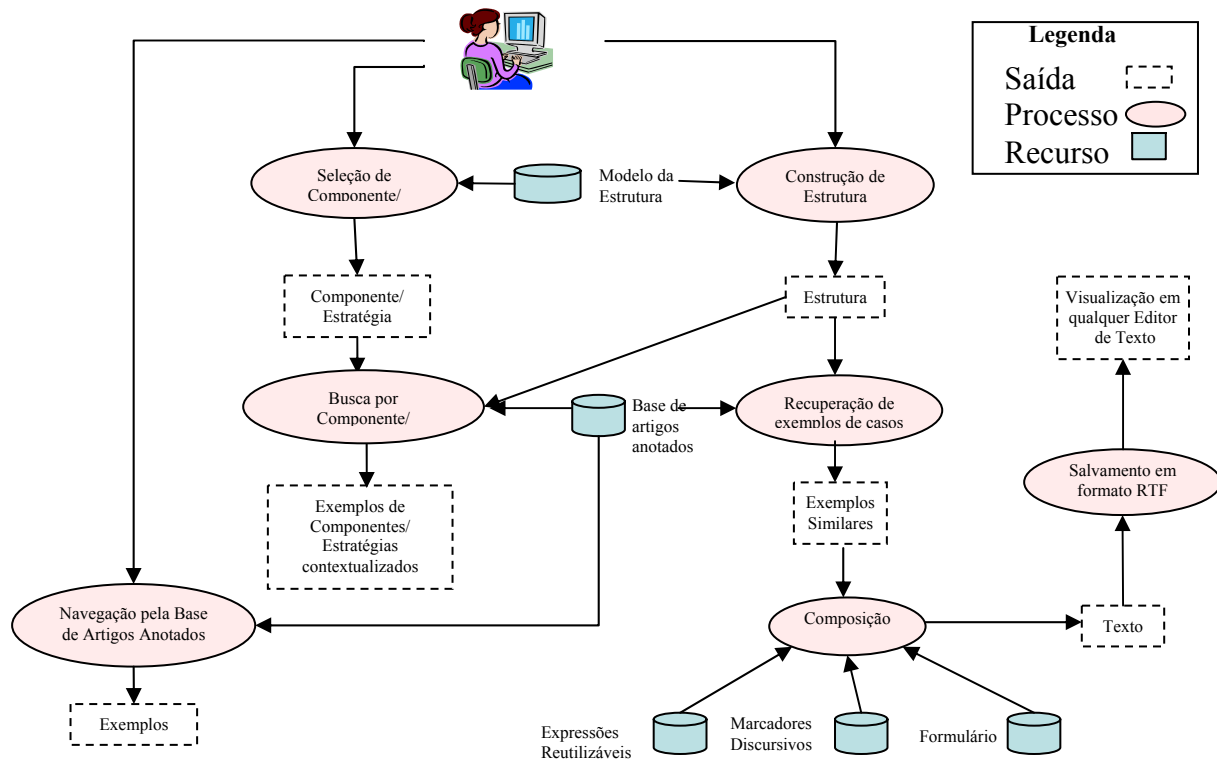 Legenda
Saída
Processo
Recurso
Seleção de
Componente/
Modelo da
Estrutura
Construção de
Estrutura
Componente/
Estratégia
Estrutura
Visualização em
qualquer Editor
de Texto
Busca por
Componente/
Base de
artigos
anotados
Recuperação de
exemplos de casos
Salvamento em
formato RTF
Exemplos de
Componentes/
Estratégias
contextualizados
Exemplos
Similares
Navegação pela Base
de Artigos Anotados
Composição
Texto
Exemplos
Expressões
Reutilizáveis
Marcadores
Discursivos
Formulário